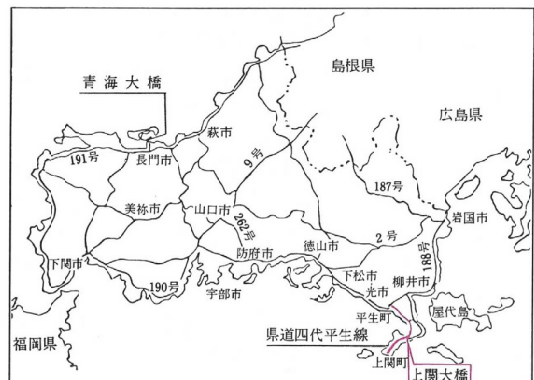 島根県
青海大橋
広島県
萩市
191号
長門市
9号
187号
美祢市
山口市
岩国市
262号
2号
徳山市
188号
防府市
下関市
下松市
柳井市
190号
光市
宇部市
屋代島
平生町
県道四代平生線
福岡県
上関町
上関大橋